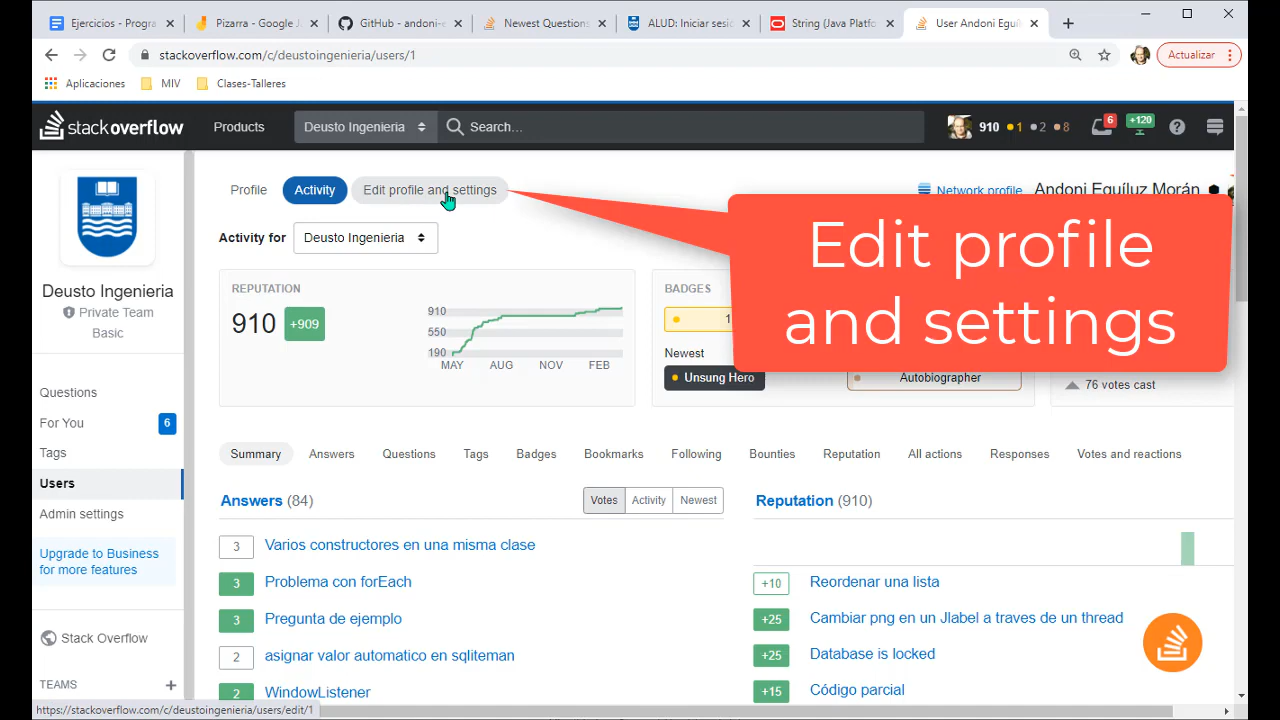 Ejercicios - Progra
Pizarra - Google J
GitHub - andoni-e
Newest Questions
ALUD: Iniciar sesi
String (Java Platfo
User Andoni Eguíl
stackoverflow.com/c/deustoingenieria/users/1
Actualizar
Aplicaciones
MIV
Clases-Talleres
stackoverflow
Products
Deusto Ingenieria
Search...
910 1 2 8
6
+120
Profile
Activity
Edit profile and settings
Network profile
Andoni Eguíluz Morán
Edit profile
and settings
Deusto Ingenieria
Private Team
Basic
Questions
For You
6
Tags
Users
Admin settings
Upgrade to Business
for more features
Stack Overflow
TEAMS
Activity for
Deusto Ingenieria
REPUTATION
910 +909
910
550
190
MAY AUG NOV FEB
BADGES
1
Newest
Unsung Hero
Autobiographer
76 votes cast
Summary
Answers
Questions
Tags
Badges
Bookmarks
Following
Bounties
Reputation
All actions
Responses
Votes and reactions
Answers (84)
Votes
Activity
Newest
3 Varios constructores en una misma clase
3 Problema con forEach
3 Pregunta de ejemplo
2 asignar valor automatico en sqliteman
2 WindowListener
Reputation (910)
+10 Reordenar una lista
+25 Cambiar png en un Jlabel a traves de un thread
+25 Database is locked
+15 Código parcial
https://stackoverflow.com/c/deustoingenieria/users/edit/1